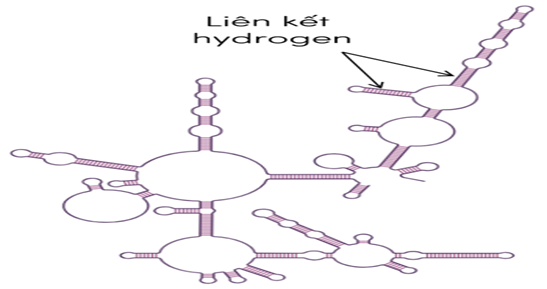 Liên kết
hydrogen